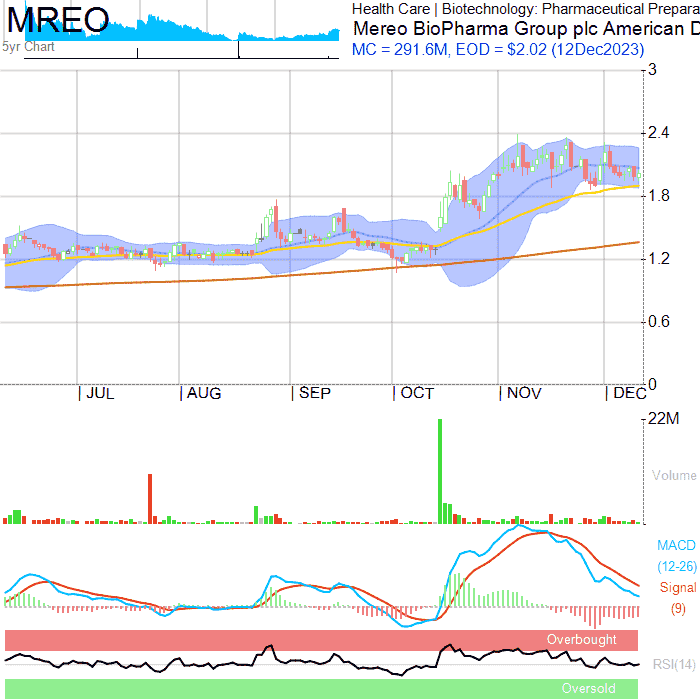 MREO
5yr Chart
Health Care | Biotechnology: Pharmaceutical Prepara
Mereo BioPharma Group plc American D
MC = 291.6M, EOD = $2.02 (12Dec2023)
3
2.4
1.8
1.2
0.6
0
| JUL | AUG | SEP | OCT | NOV | DEC
22M
Volume
MACD
(12-26)
Signal
(9)
Overbought
RSI(14)
Oversold